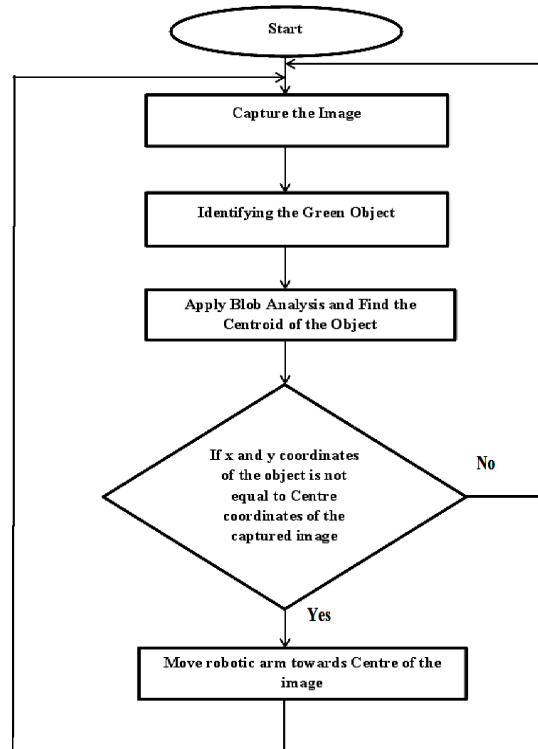 Start
Capture the Image
Identifying the Green Object
Apply Blob Analysis and Find the
Centroid of the Object
If x and y coordinates
of the object is not
equal to Centre
coordinates of the
captured image
No
Yes
Move robotic arm towards Centre of the
image